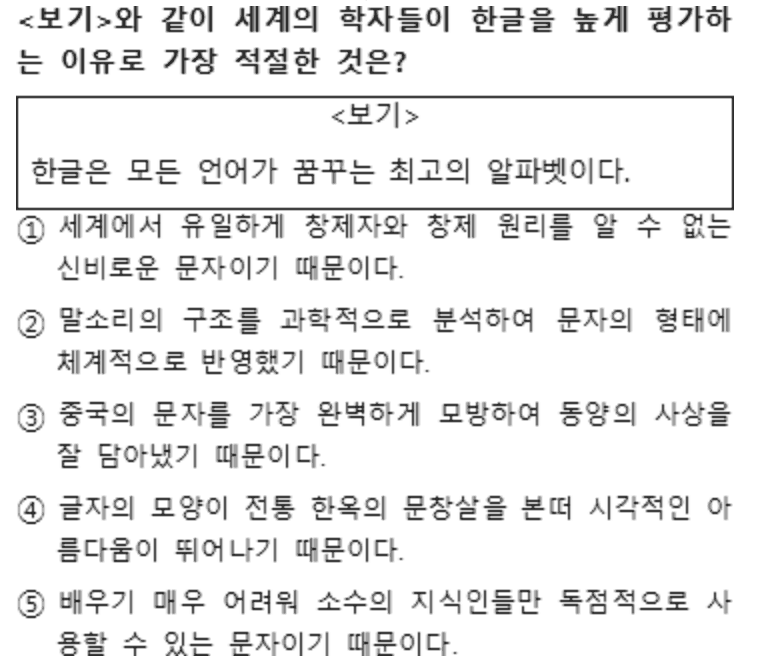 <보기>와 같이 세계의 학자들이 한글을 높게 평가하
는 이유로 가장 적절한 것은?
<보기>
한글은 모든 언어가 꿈꾸는 최고의 알파벳이다.
① 세계에서 유일하게 창제자와 창제 원리를 알 수 없는
신비로운 문자이기 때문이다.
② 말소리의 구조를 과학적으로 분석하여 문자의 형태에
체계적으로 반영했기 때문이다.
③ 중국의 문자를 가장 완벽하게 모방하여 동양의 사상을
잘 담아냈기 때문이다.
④ 글자의 모양이 전통 한옥의 문창살을 본떠 시각적인 아
름다움이 뛰어나기 때문이다.
⑤ 배우기 매우 어려워 소수의 지식인들만 독점적으로 사
용할 수 있는 문자이기 때문이다.